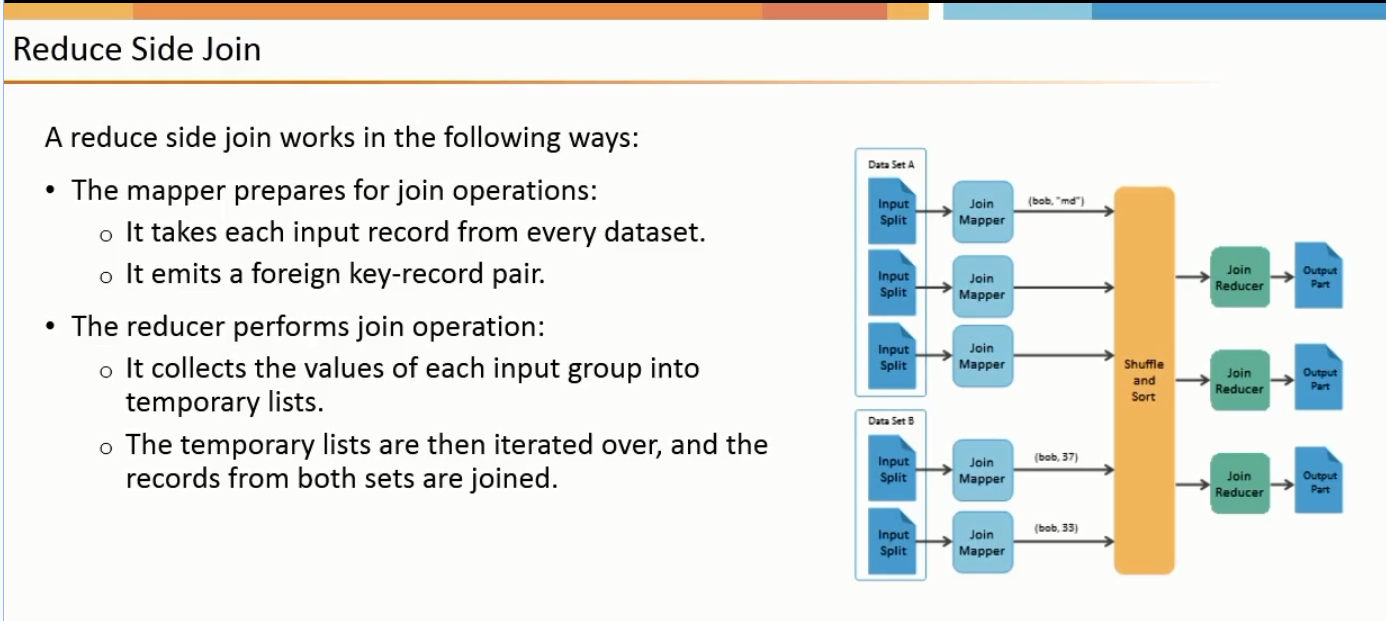 Reduce Side Join
A reduce side join works in the following ways:
• The mapper prepares for join operations:
o It takes each input record from every dataset.
o It emits a foreign key-record pair.
• The reducer performs join operation:
o It collects the values of each input group into
temporary lists.
o The temporary lists are then iterated over, and the
records from both sets are joined.
Data Set A
Input
Split
Join
Mapper
(bob, "md")
Input
Split
Join
Mapper
Input
Split
Join
Mapper
Data Set B
Input
Split
Join
Mapper
(bob, 37)
Input
Split
Join
Mapper
(bob, 33)
Shuffle
and
Sort
Join
Reducer
Output
Part
Join
Reducer
Output
Part
Join
Reducer
Output
Part